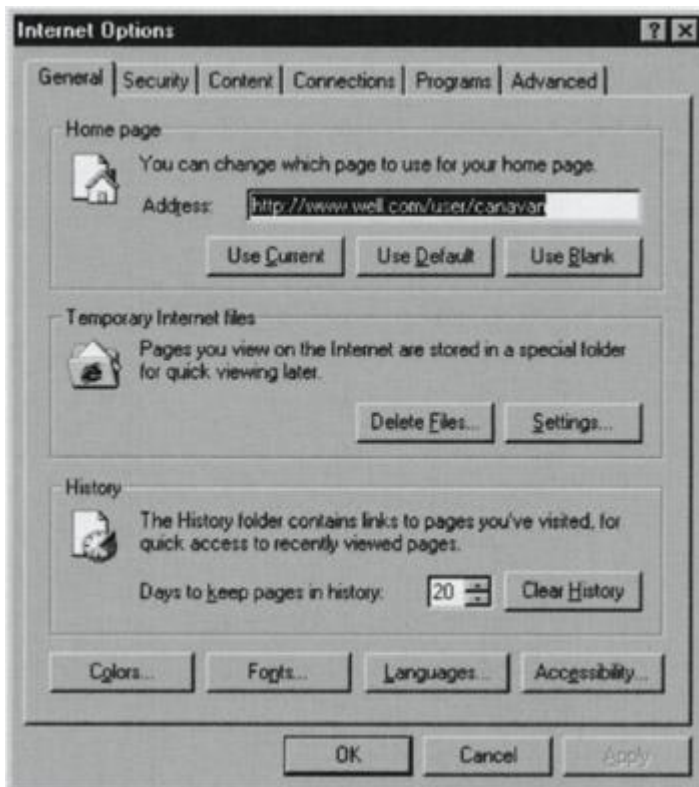 Internet Options
General Security Content Connections Programs Advanced
Home page
You can change which page to use for your home page.
Address: http://www.well.com/user/canavan
Use Current Use Default Use Blank
Temporary Internet files
Pages you view on the Internet are stored in a special folder
for quick viewing later.
Delete Files... Settings...
History
The History folder contains links to pages you've visited, for
quick access to recently viewed pages.
Days to keep pages in history: 20 Clear History
Colors... Fonts... Languages... Accessibility...
OK Cancel Apply